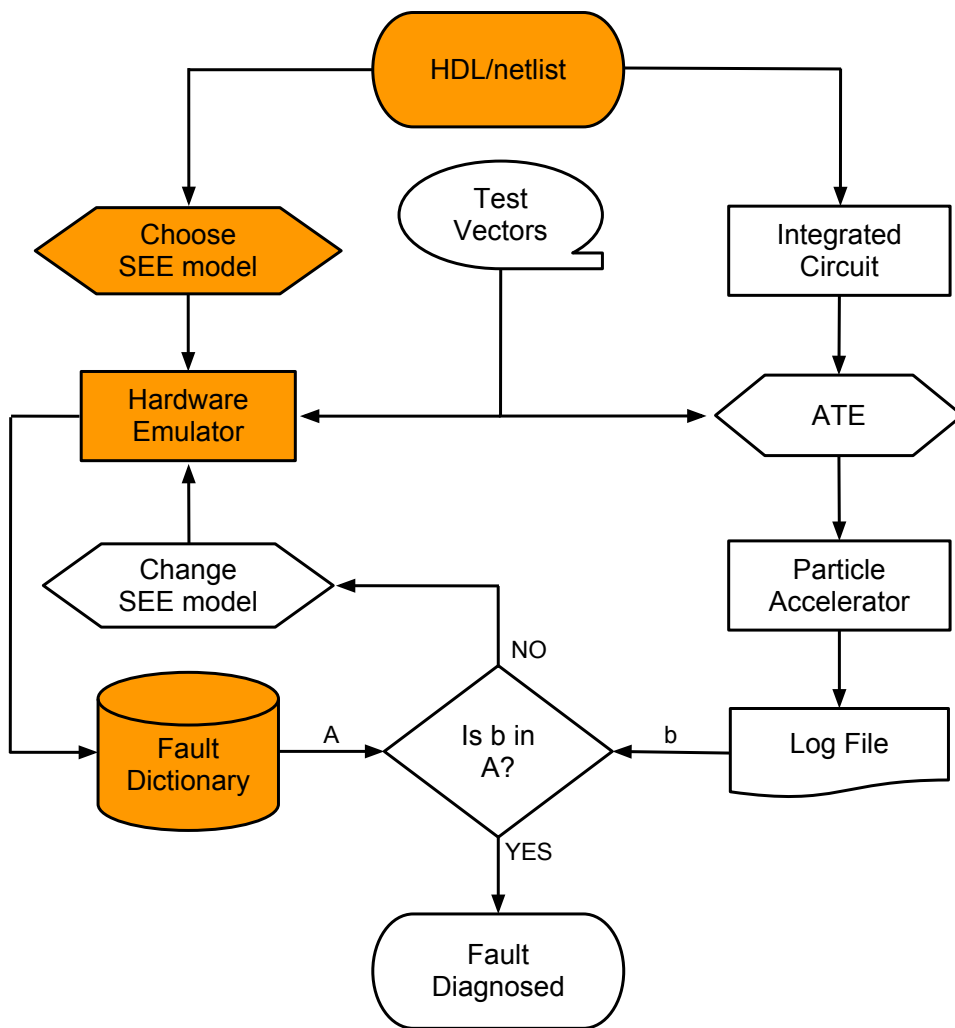 HDL/netlist
Choose
SEE model
Test
Vectors
Integrated
Circuit
Hardware
Emulator
ATE
Change
SEE model
Particle
Accelerator
NO
Fault
Dictionary
A
Is b in
A?
b
Log File
YES
Fault
Diagnosed